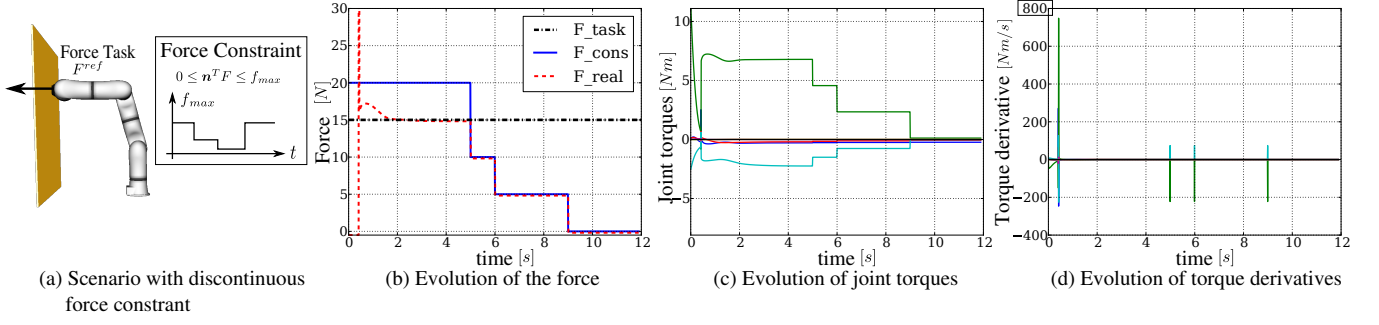 Force Task
F^ref
Force Constraint
0 ≤ n^T F ≤ f_max
f_max
t
(a) Scenario with discontinuous
force constrant
30
25
20
15
10
5
0
Force [N]
F_task
F_cons
F_real
0 2 4 6 8 10 12
time [s]
(b) Evolution of the force
10
5
0
−5
Joint torques [Nm]
0 2 4 6 8 10 12
time [s]
(c) Evolution of joint torques
800
600
400
200
0
−200
−400
Torque derivative [Nm/s]
0 2 4 6 8 10 12
time [s]
(d) Evolution of torque derivatives